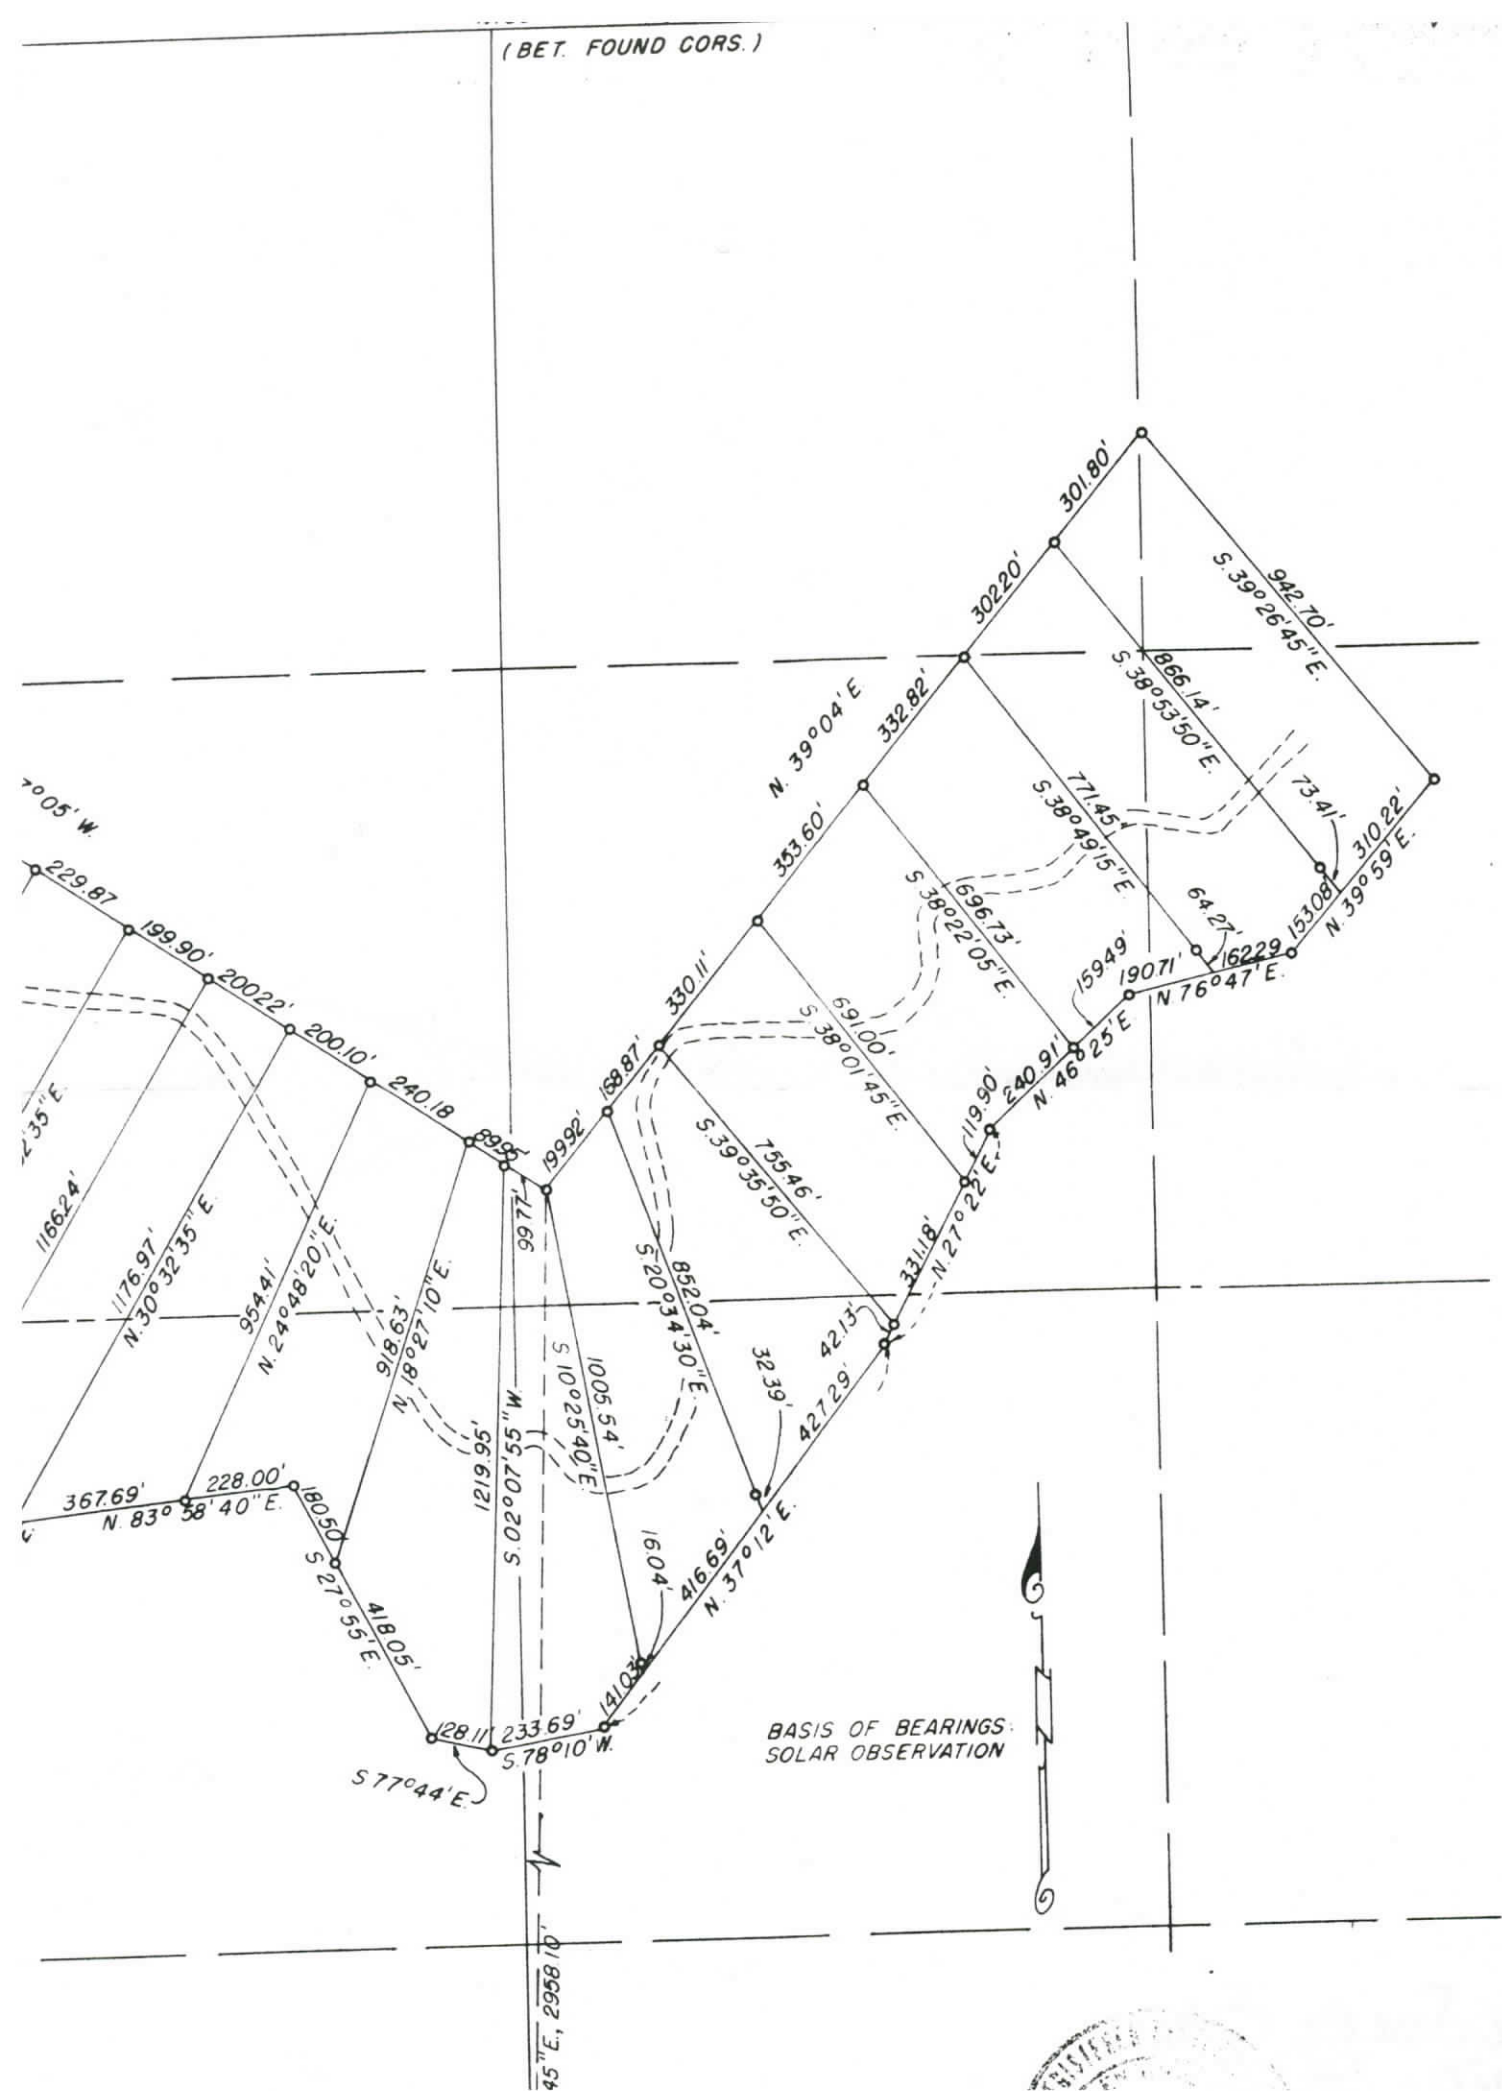 (BET. FOUND CORS.)
301.80'
302.20'
942.70'
S. 39°26'45"E.
866.14'
S. 38°53'50"E.
332.82'
N. 39°04'E.
771.45'
S. 38°49'15"E.
73.41'
310.22'
N. 39°59'E.
°05'W.
353.60'
229.87
696.73'
S. 38°22'05"E.
64.27'
153.08'
199.90'
162.29
190.71'
N. 76°47'E.
159.49'
200.22'
330.11'
691.00'
S. 38°01'45"E.
200.10'
240.91'
N. 46°25'E.
168.87'
119.90'
240.18
89.95'
199.92'
755.46'
S. 39°35'50"E.
N. 27°22'E.
35"E.
1166.24'
1176.97'
N. 30°32'35"E.
99.77'
331.18'
954.41'
N. 24°48'20"E.
852.04'
S. 20°34'30"E.
918.63'
N. 18°27'10"E.
42.13'
1005.54'
S 10°25'40"E.
32.39'
427.29'
1219.95'
S. 02°07'55"W.
367.69'
228.00'
N. 83°58'40"E.
180.50'
S 27°55'E.
16.04'
416.69'
N. 37°12'E.
418.05'
141.03'
128.11'
233.69'
S. 78°10'W.
S 77°44'E.
BASIS OF BEARINGS:
SOLAR OBSERVATION
45"E., 2958.10'